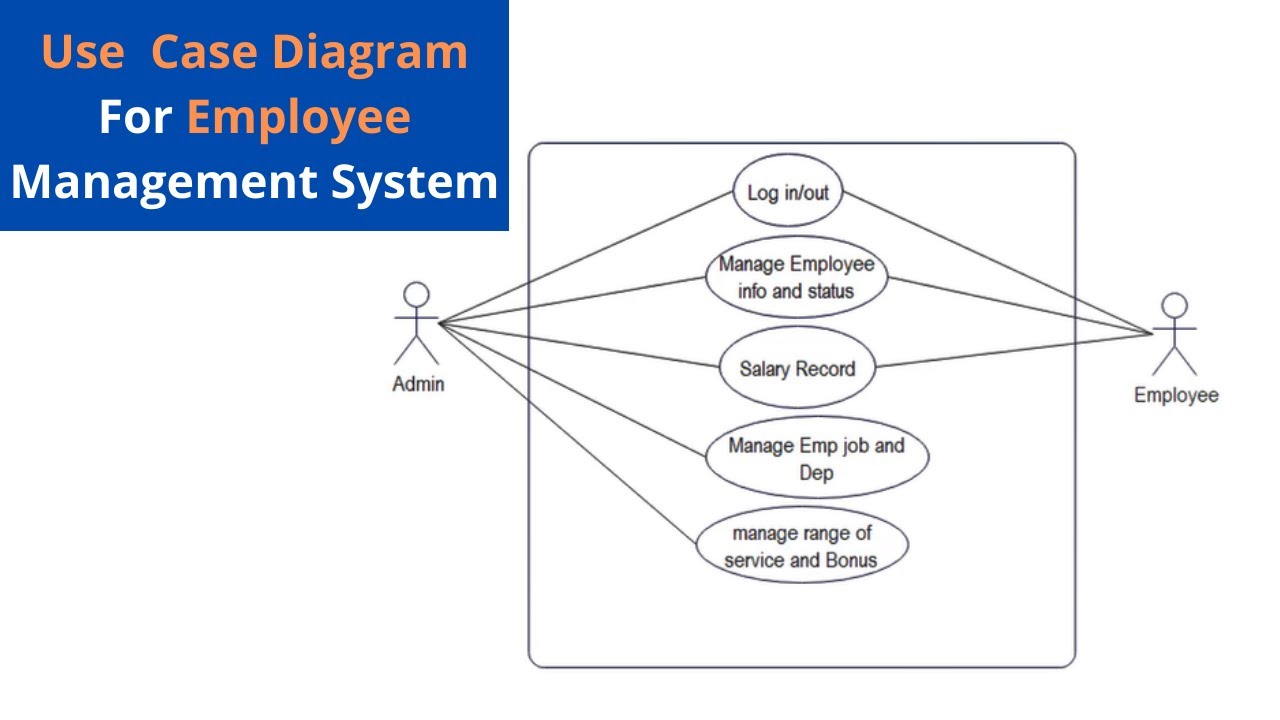 Use Case Diagram
For Employee
Management System
Log in/out
Manage Employee
info and status
Salary Record
Manage Emp job and
Dep
manage range of
service and Bonus
Admin
Employee